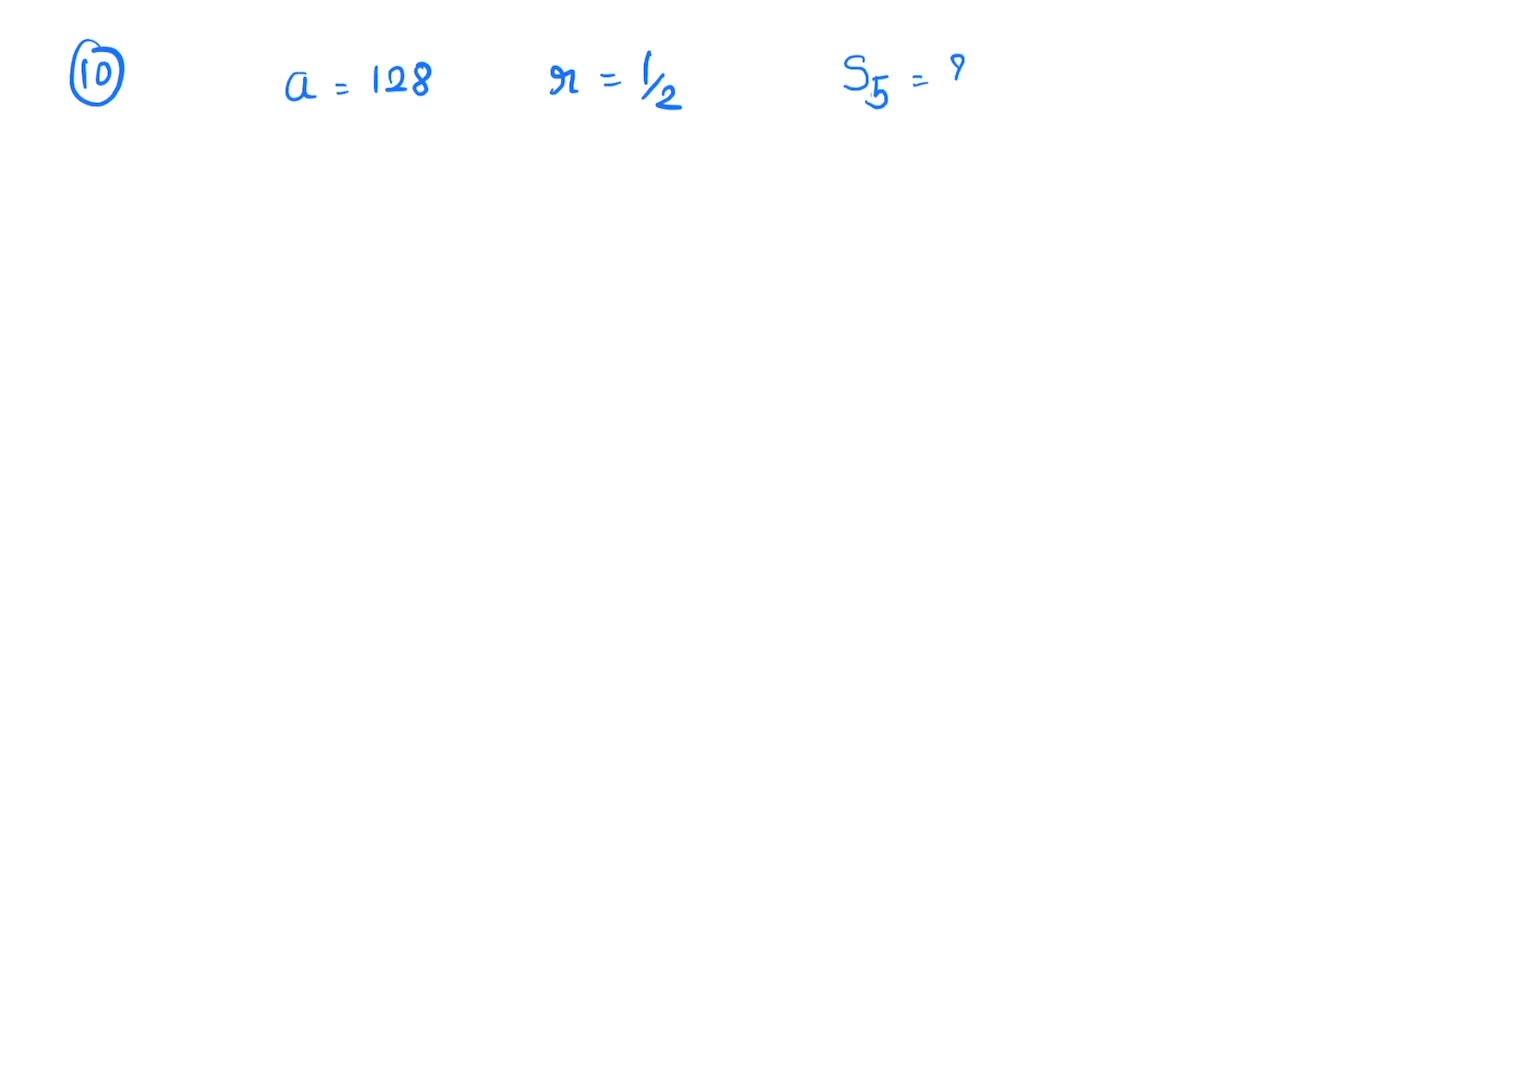 10 a = 128 r = 1/2 S5 = ?